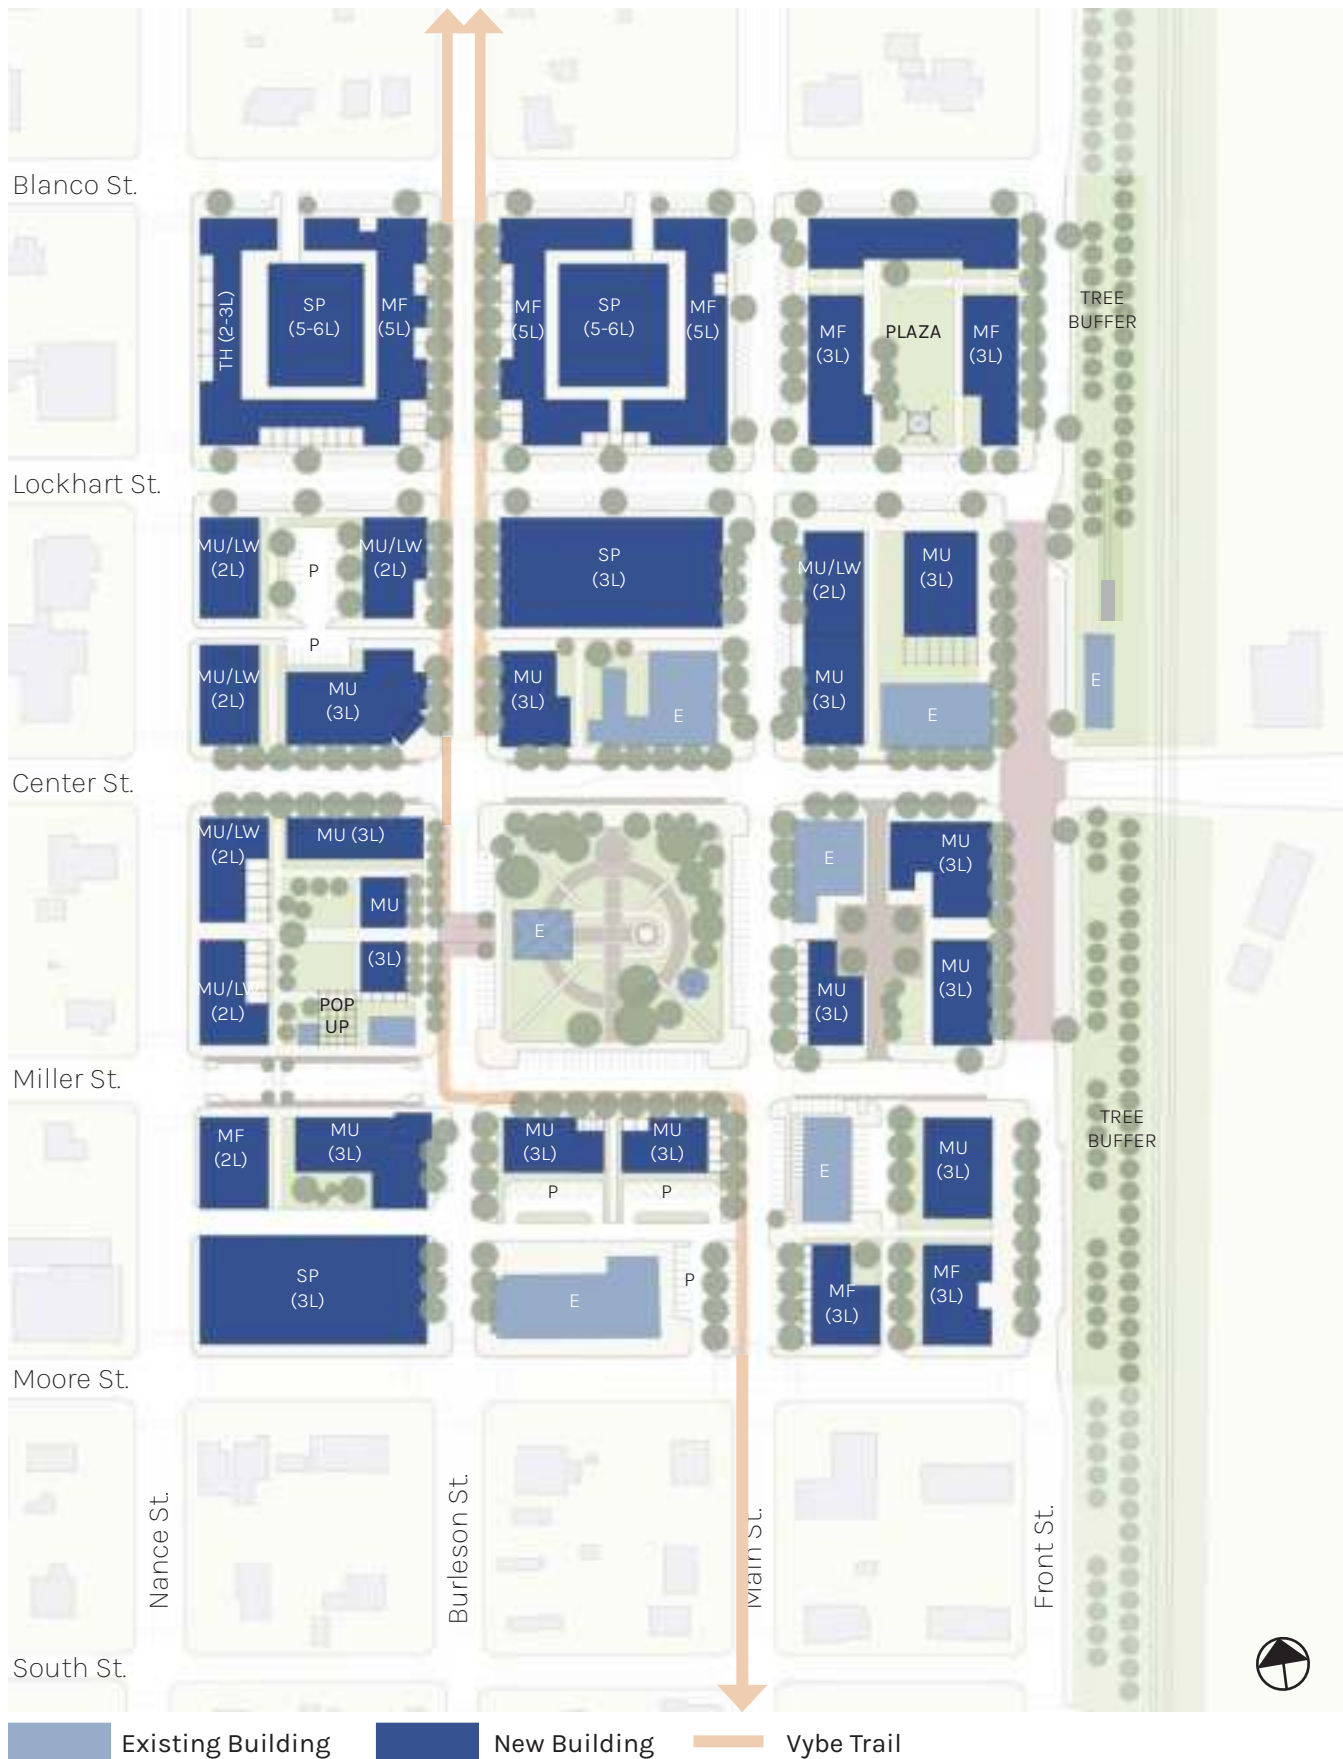 Blanco St.
TH (2-3L)
SP
(5-6L)
MF
(5L)
MF
(5L)
SP
(5-6L)
MF
(5L)
MF
(3L)
PLAZA
MF
(3L)
TREE
BUFFER
Lockhart St.
MU/LW
(2L)
P
MU/LW
(2L)
SP
(3L)
MU/LW
(2L)
MU
(3L)
P
MU/LW
(2L)
MU
(3L)
MU
(3L)
E
MU
(3L)
E
E
Center St.
MU/LW
(2L)
MU (3L)
E
MU
(3L)
MU
E
(3L)
MU/LW
(2L)
POP
UP
MU
(3L)
MU
(3L)
Miller St.
MF
(2L)
MU
(3L)
MU
(3L)
MU
(3L)
E
MU
(3L)
TREE
BUFFER
P
P
SP
(3L)
E
P
MF
(3L)
MF
(3L)
Moore St.
Nance St.
Burleson St.
Main St.
Front St.
South St.
Existing Building
New Building
Vybe Trail